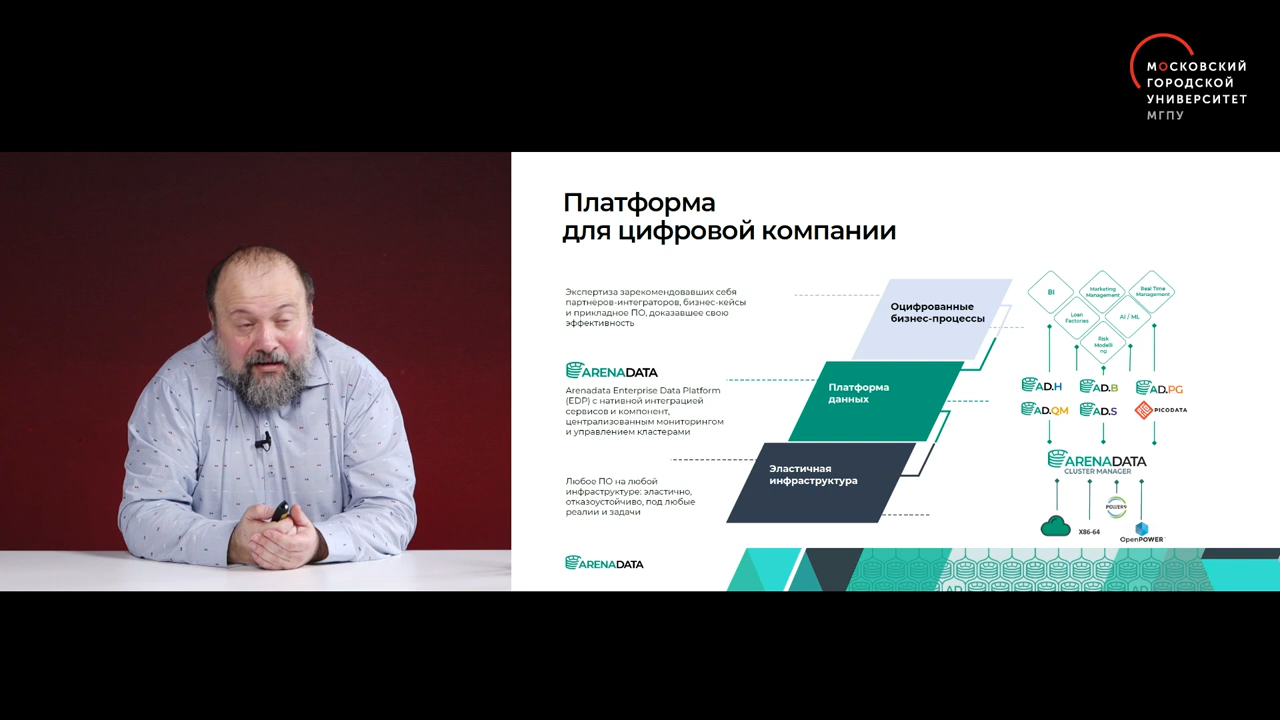 МОСКОВСКИЙ
ГОРОДСКОЙ
УНИВЕРСИТЕТ
МГПУ
Платформа
для цифровой компании
Экспертиза зарекомендовавших себя
партнёров-интеграторов, бизнес-кейсы
и прикладное ПО, доказавшее свою
эффективность
ARENADATA
Arenadata Enterprise Data Platform
(EDP) с нативной интеграцией
сервисов и компонент,
централизованным мониторингом
и управлением кластерами
Любое ПО на любой
инфраструктуре: эластично,
отказоустойчиво, под любые
реалии и задачи
ARENADATA
Оцифрованные
бизнес-процессы
Платформа
данных
Эластичная
инфраструктура
BI
Marketing
Management
Real Time
Management
Loan
Factories
AI / ML
Risk
Modelli
ng
AD.H
AD.B
AD.PG
AD.QM
AD.S
PICODATA
ARENADATA
CLUSTER MANAGER
POWER9
X86-64
OpenPOWER
AD